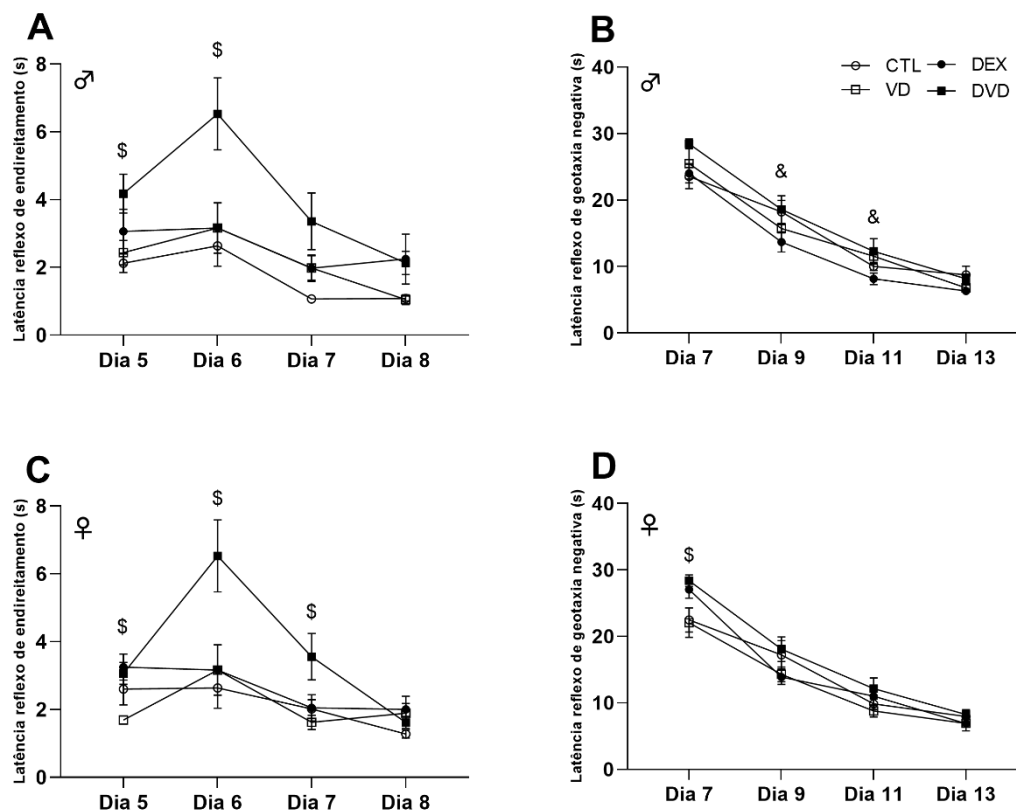 A
Latência reflexo de endireitamento (s)
♂
8
6
4
2
0
$
$
Dia 5 Dia 6 Dia 7 Dia 8
B
Latência reflexo de geotaxia negativa (s)
♂
40
30
20
10
0
CTL DEX
VD DVD
&
&
Dia 7 Dia 9 Dia 11 Dia 13
C
Latência reflexo de endireitamento (s)
♀
8
6
4
2
0
$
$
$
Dia 5 Dia 6 Dia 7 Dia 8
D
Latência reflexo de geotaxia negativa (s)
♀
40
30
20
10
0
$
Dia 7 Dia 9 Dia 11 Dia 13